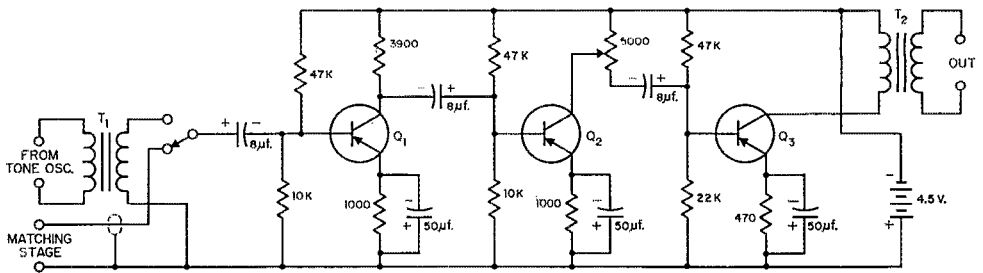 T1
FROM
TONE OSC.
MATCHING
STAGE
+ -
8µf.
47K
10K
3900
Q1
1000
- +
8µf.
-
+ 50µf.
47K
10K
Q2
5000
1000
- +
8µf.
-
+ 50µf.
47K
22K
Q3
470
-
+ 50µf.
T2
OUT
-
+
4.5 V.